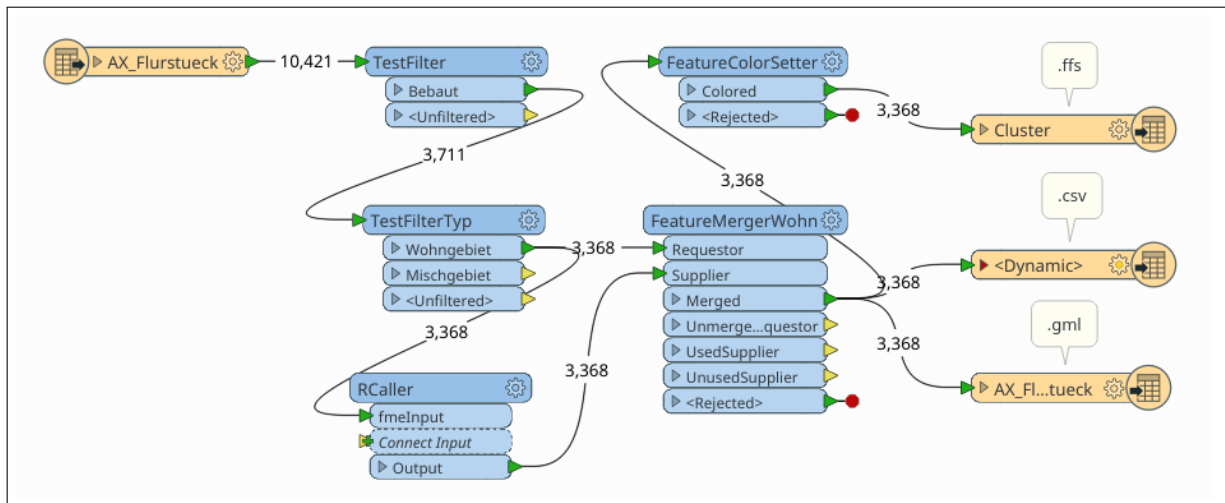 AX_Flurstueck
10,421
TestFilter
Bebaut
<Unfiltered>
3,711
TestFilterTyp
Wohngebiet
Mischgebiet
<Unfiltered>
3,368
3,368
RCaller
fmeInput
Connect Input
Output
3,368
FeatureColorSetter
Colored
<Rejected>
3,368
3,368
FeatureMergerWohn
Requestor
Supplier
Merged
Unmerge...questor
UsedSupplier
UnusedSupplier
<Rejected>
3,368
3,368
.ffs
Cluster
.csv
<Dynamic>
.gml
AX_Fl...tueck